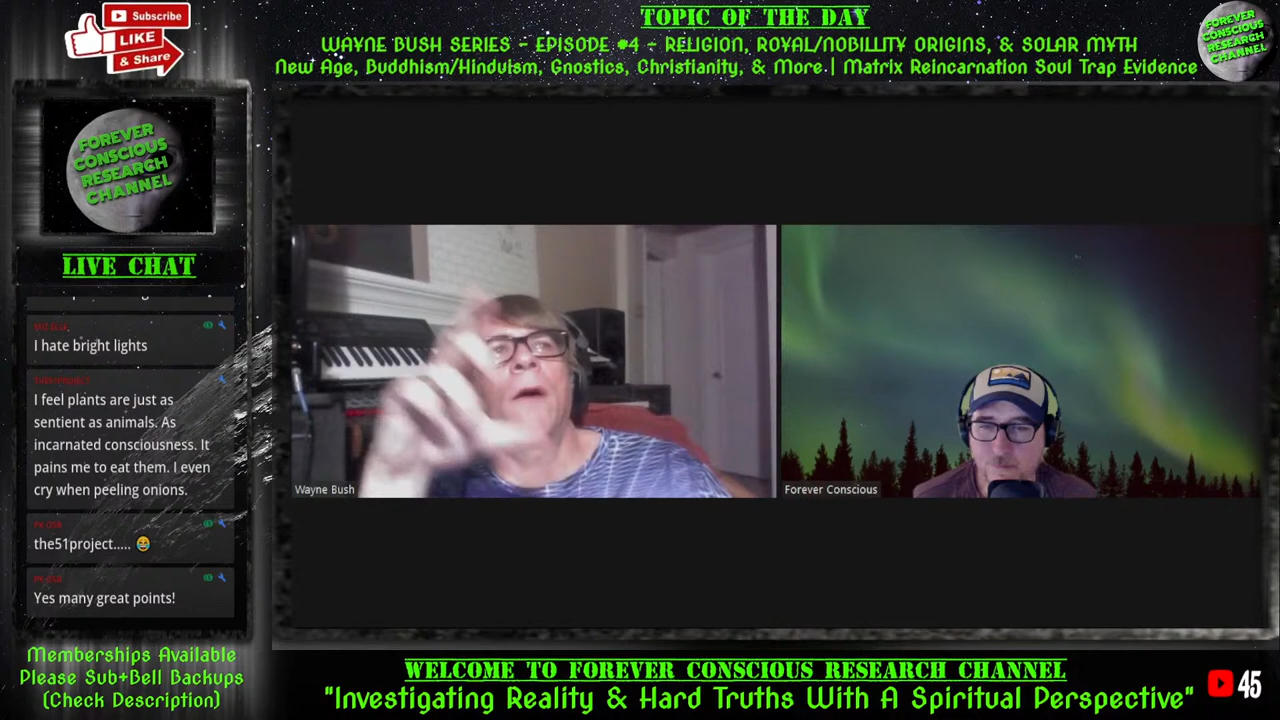 Subscribe
LIKE
& Share
TOPIC OF THE DAY
WAYNE BUSH SERIES - EPISODE #4 - RELIGION, ROYAL/NOBILLITY ORIGINS, & SOLAR MYTH
New Age, Buddhism/Hinduism, Gnostics, Christianity, & More | Matrix Reincarnation Soul Trap Evidence
FOREVER
CONSCIOUS
RESEARCH
CHANNEL
FOREVER
CONSCIOUS
RESEARCH
CHANNEL
LIVE CHAT
I hate bright lights
I feel plants are just as
sentient as animals. As
incarnated consciousness. It
pains me to eat them. I even
cry when peeling onions.
the51project..... 😂
Yes many great points!
Wayne Bush
Forever Conscious
Memberships Available
Please Sub+Bell Backups
(Check Description)
WELCOME TO FOREVER CONSCIOUS RESEARCH CHANNEL
"Investigating Reality & Hard Truths With A Spiritual Perspective"
45